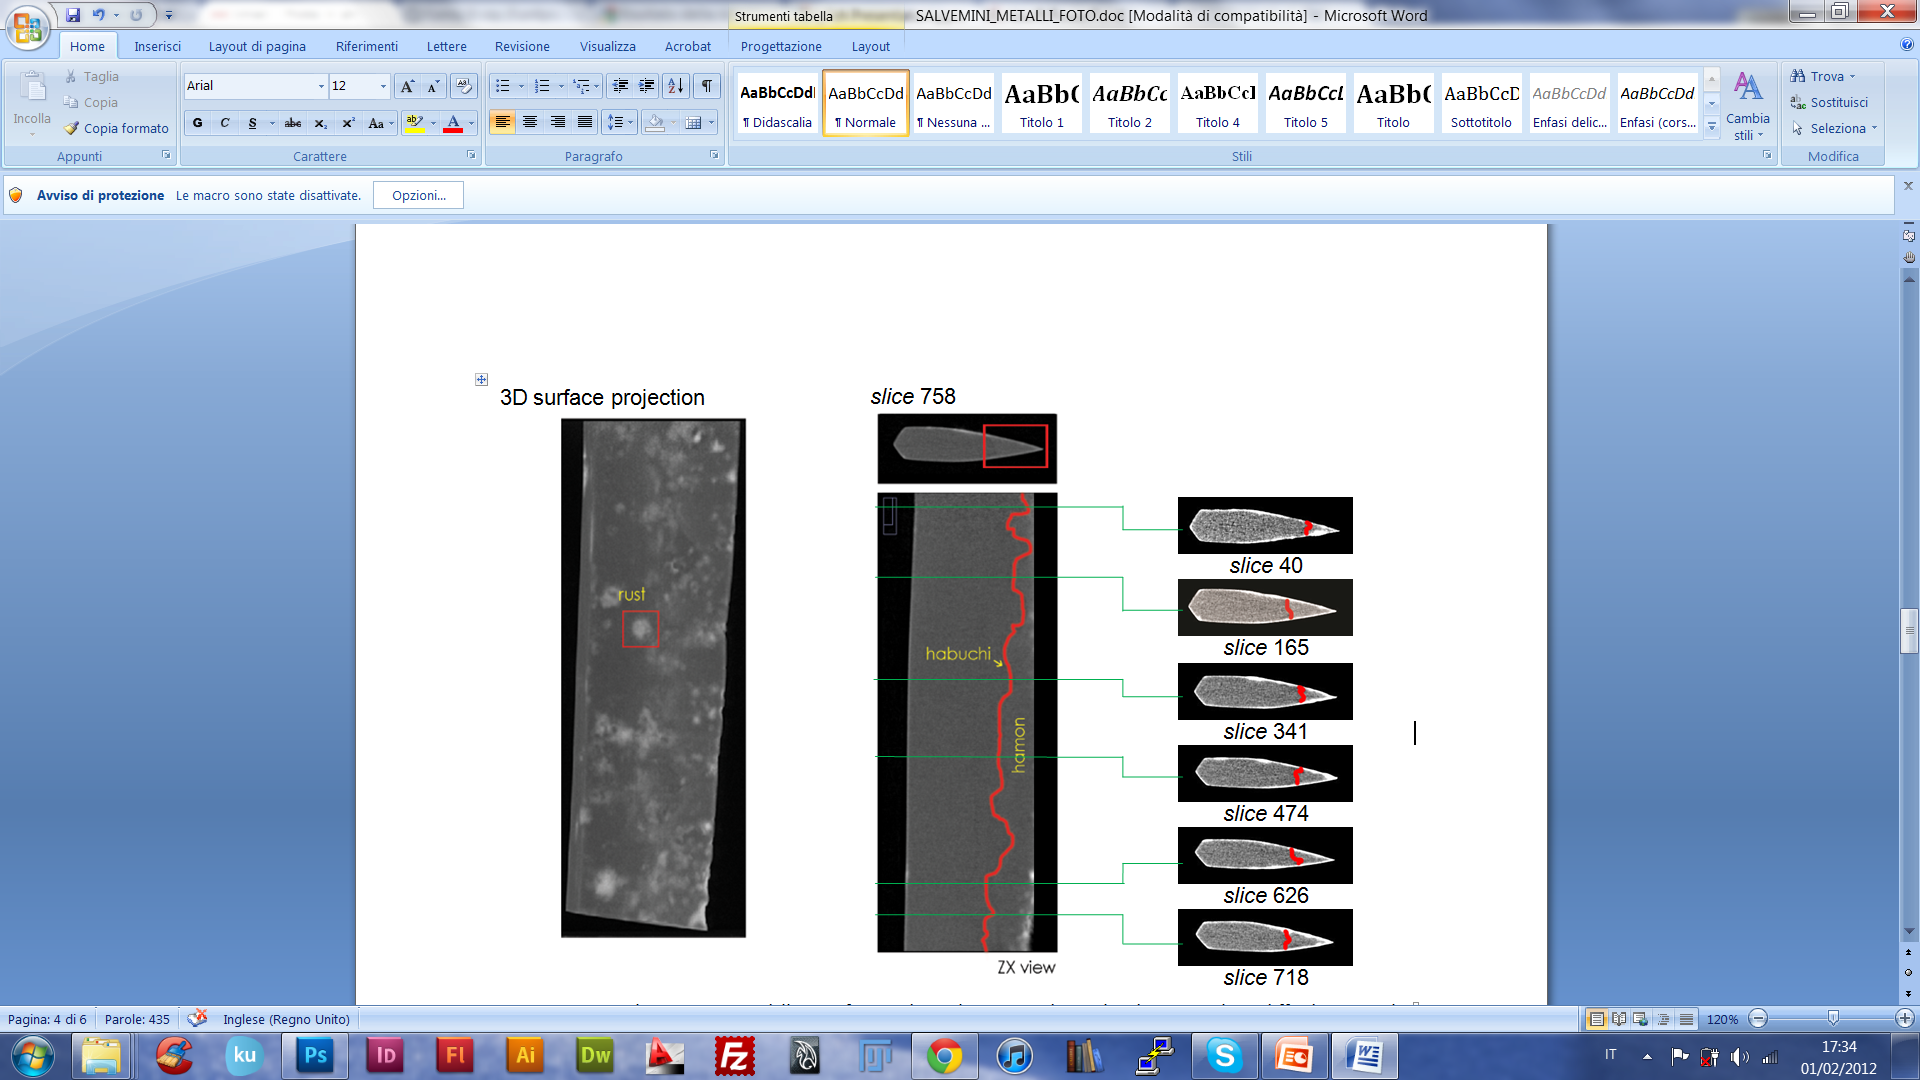 Strumenti tabella
SALVEMINI_METALLI_FOTO.doc [Modalità di compatibilità] - Microsoft Word
Home Inserisci Layout di pagina Riferimenti Lettere Revisione Visualizza Acrobat Progettazione Layout
Incolla
Taglia
Copia
Copia formato
Appunti
Arial 12
G C S abc x₂ x² Aa
Carattere
Paragrafo
AaBbCcDdI AaBbCcDd AaBbCcDd AaBbC AaBbCc AaBbCcI AaBbCcL AaBbC AaBbCcD AaBbCcDd AaBbCcDd
¶ Didascalia ¶ Normale ¶ Nessuna ... Titolo 1 Titolo 2 Titolo 4 Titolo 5 Titolo Sottotitolo Enfasi delic... Enfasi (cors...
Stili
Cambia
stili
Trova
Sostituisci
Seleziona
Modifica
Avviso di protezione Le macro sono state disattivate. Opzioni...
3D surface projection
rust
slice 758
habuchi
hamon
ZX view
slice 40
slice 165
slice 341
slice 474
slice 626
slice 718
Pagina: 4 di 6 Parole: 435 Inglese (Regno Unito) 120%
ku Ps Id Fl Ai Dw Fz
IT
17:34
01/02/2012